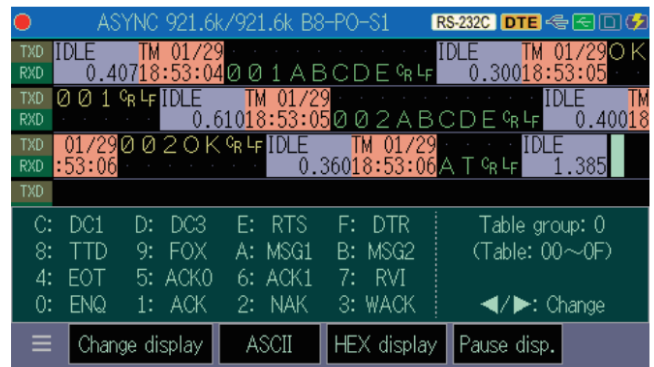 ASYNC 921.6k/921.6k B8-PO-S1 RS-232C DTE
TXD IDLE TM 01/29 IDLE TM 01/29 OK
RXD 0.407 18:53:04 001ABCDE CR LF 0.300 18:53:05
TXD 001 CR LF IDLE TM 01/29 IDLE TM
RXD 0.610 18:53:05 002ABCDE CR LF 0.400 18
TXD 01/29 002OK CR LF IDLE TM 01/29 IDLE
RXD :53:06 0.360 18:53:06 AT CR LF 1.385
TXD
C: DC1 D: DC3 E: RTS F: DTR Table group: 0
8: TTD 9: FOX A: MSG1 B: MSG2 (Table: 00~0F)
4: EOT 5: ACK0 6: ACK1 7: RVI
0: ENQ 1: ACK 2: NAK 3: WACK ◀/▶: Change
Change display ASCII HEX display Pause disp.